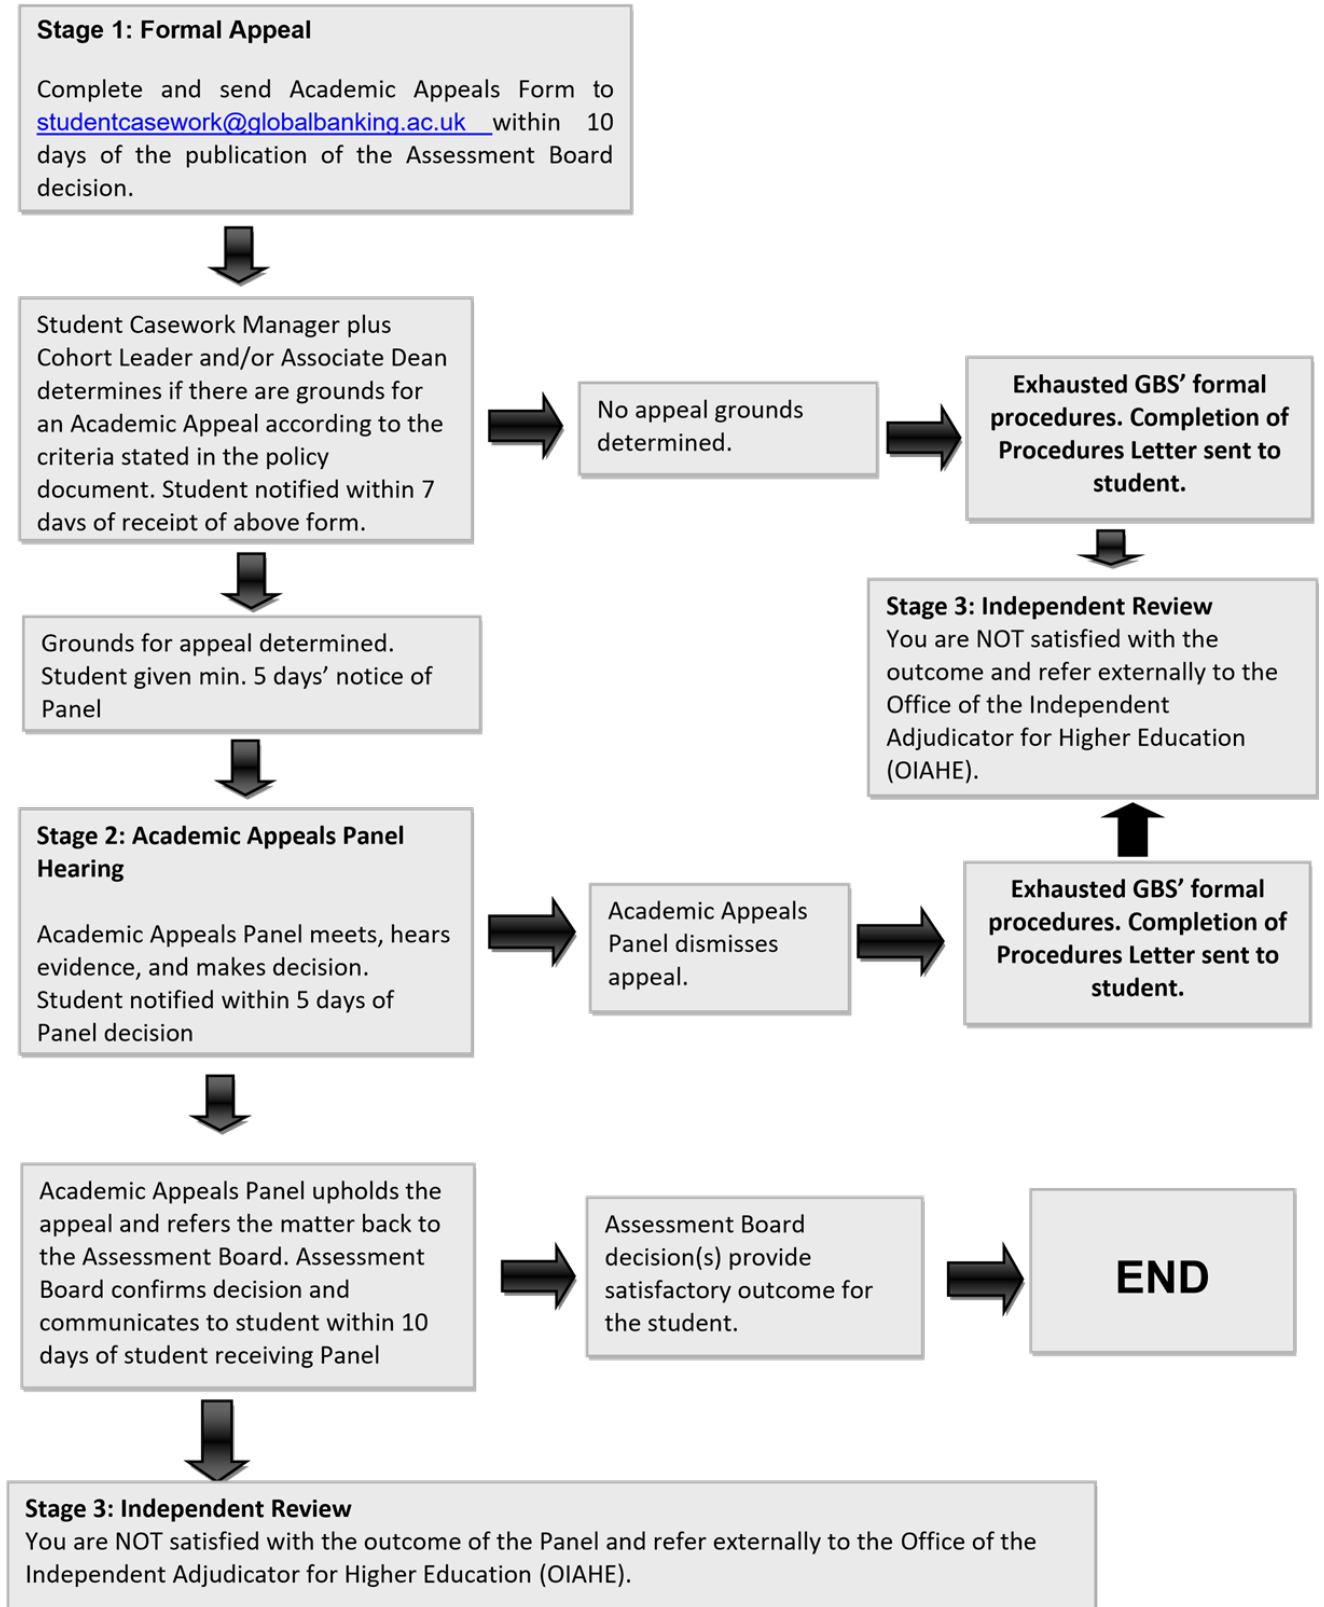 Stage 1: Formal Appeal
Complete and send Academic Appeals Form to
studentcasework@globalbanking.ac.uk within 10
days of the publication of the Assessment Board
decision.
Student Casework Manager plus
Cohort Leader and/or Associate Dean
determines if there are grounds for
an Academic Appeal according to the
criteria stated in the policy
document. Student notified within 7
days of receipt of above form.
No appeal grounds
determined.
Exhausted GBS’ formal
procedures. Completion of
Procedures Letter sent to
student.
Grounds for appeal determined.
Student given min. 5 days’ notice of
Panel
Stage 3: Independent Review
You are NOT satisfied with the
outcome and refer externally to the
Office of the Independent
Adjudicator for Higher Education
(OIAHE).
Stage 2: Academic Appeals Panel
Hearing
Academic Appeals Panel meets, hears
evidence, and makes decision.
Student notified within 5 days of
Panel decision
Academic Appeals
Panel dismisses
appeal.
Exhausted GBS’ formal
procedures. Completion of
Procedures Letter sent to
student.
Academic Appeals Panel upholds the
appeal and refers the matter back to
the Assessment Board. Assessment
Board confirms decision and
communicates to student within 10
days of student receiving Panel
Assessment Board
decision(s) provide
satisfactory outcome for
the student.
END
Stage 3: Independent Review
You are NOT satisfied with the outcome of the Panel and refer externally to the Office of the
Independent Adjudicator for Higher Education (OIAHE).